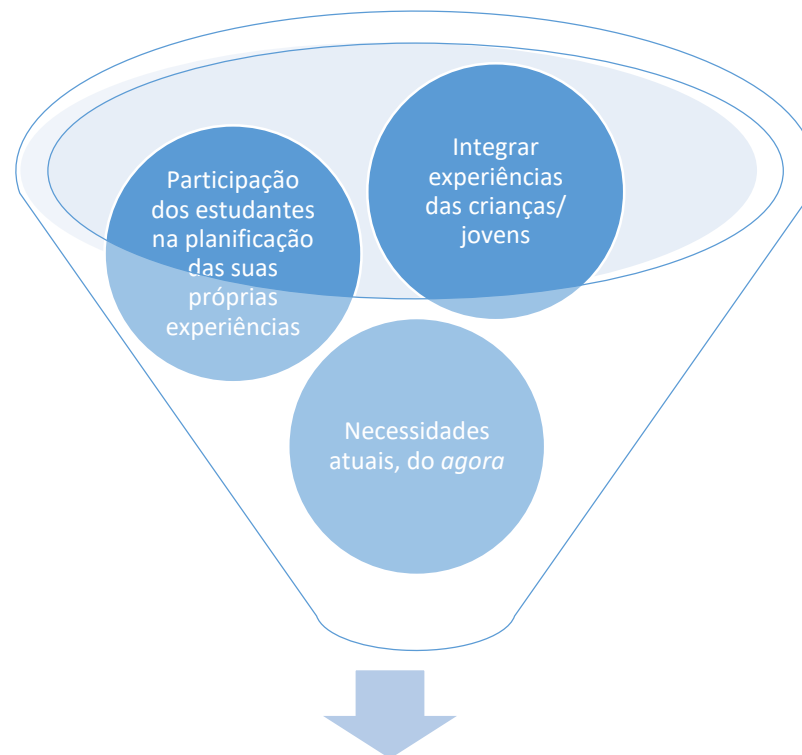 Integrar
experiências
das crianças/
jovens
Participação
dos estudantes
na planificação
das suas
próprias
experiências
Necessidades
atuais, do agora